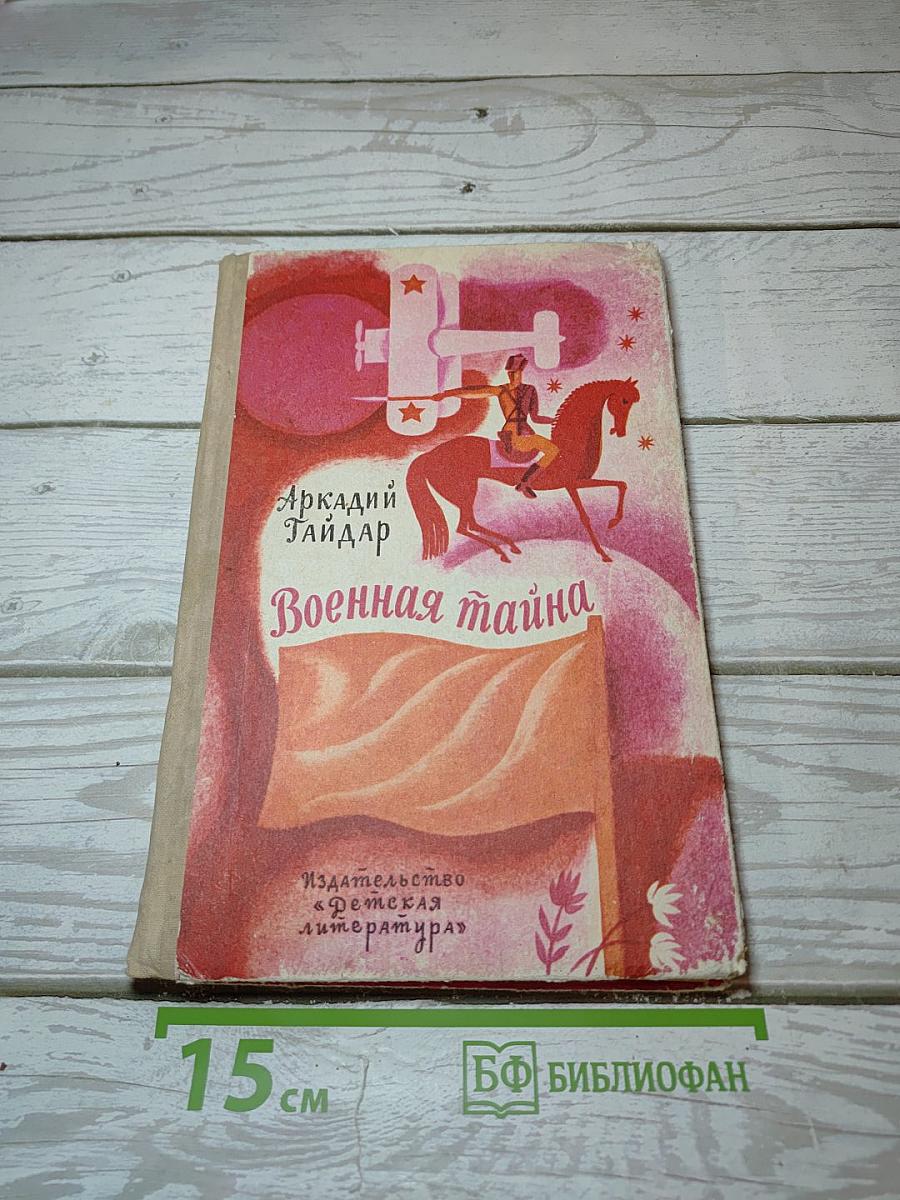 Аркадий
Гайдар
Военная тайна
Издательство
«Детская
литература»
15 см
БФ БИБЛИОФАН